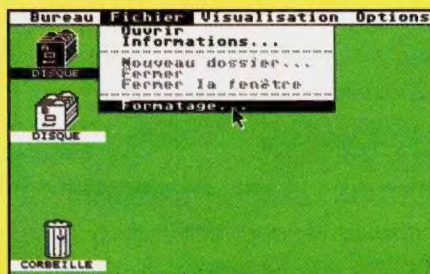 Bureau Fichier Visualisation Options
Ouvrir
Informations...
Nouveau dossier...
Fermer
Fermer la fenêtre
Formatage...
DISQUE
DISQUE
CORBEILLE